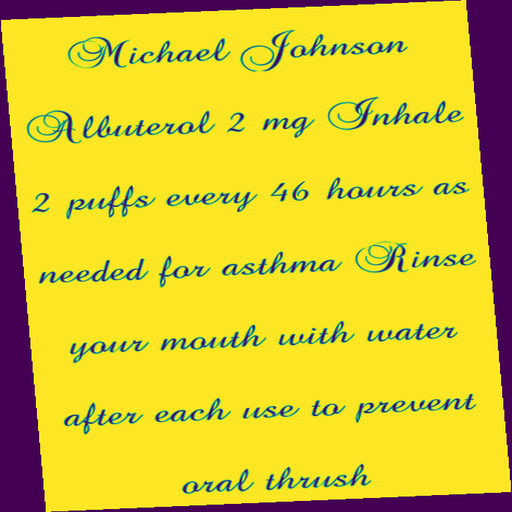 Michael Johnson
Albuterol 2 mg Inhale
2 puffs every 46 hours as
needed for asthma Rinse
your mouth with water
after each use to prevent
oral thrush